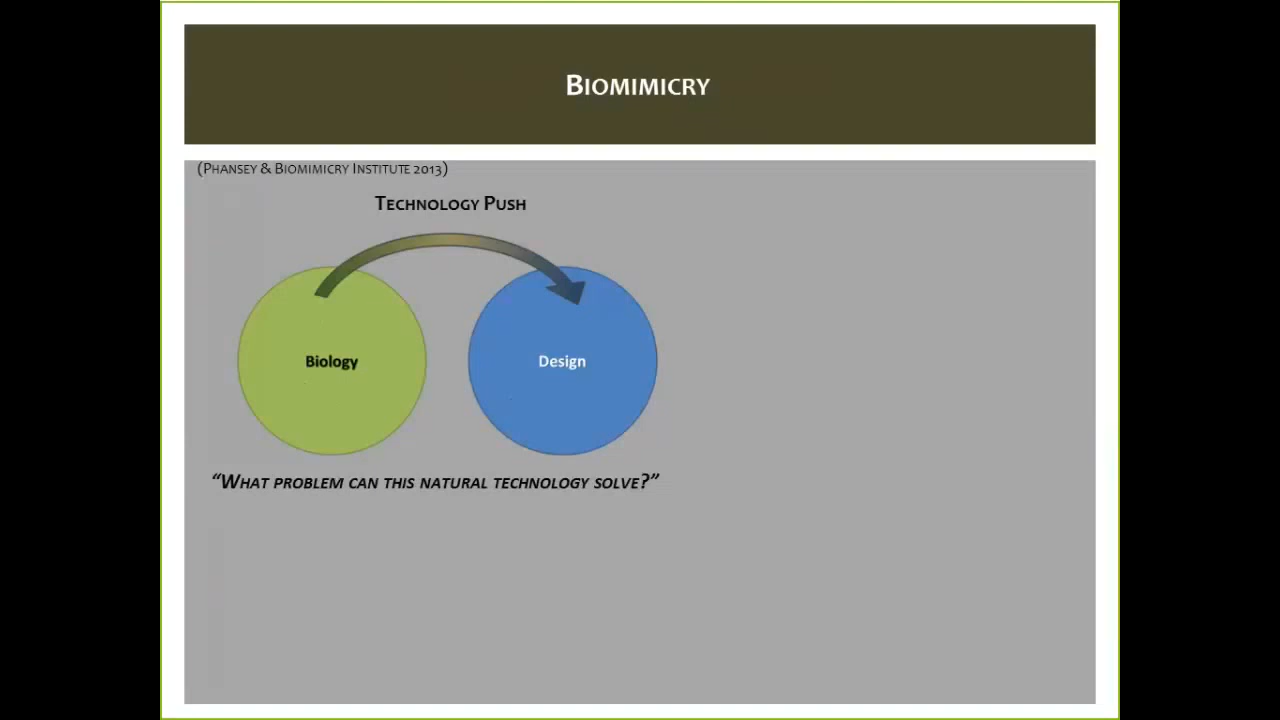 BIOMIMICRY
(PHANSEY & BIOMIMICRY INSTITUTE 2013)
TECHNOLOGY PUSH
Biology
Design
“WHAT PROBLEM CAN THIS NATURAL TECHNOLOGY SOLVE?”